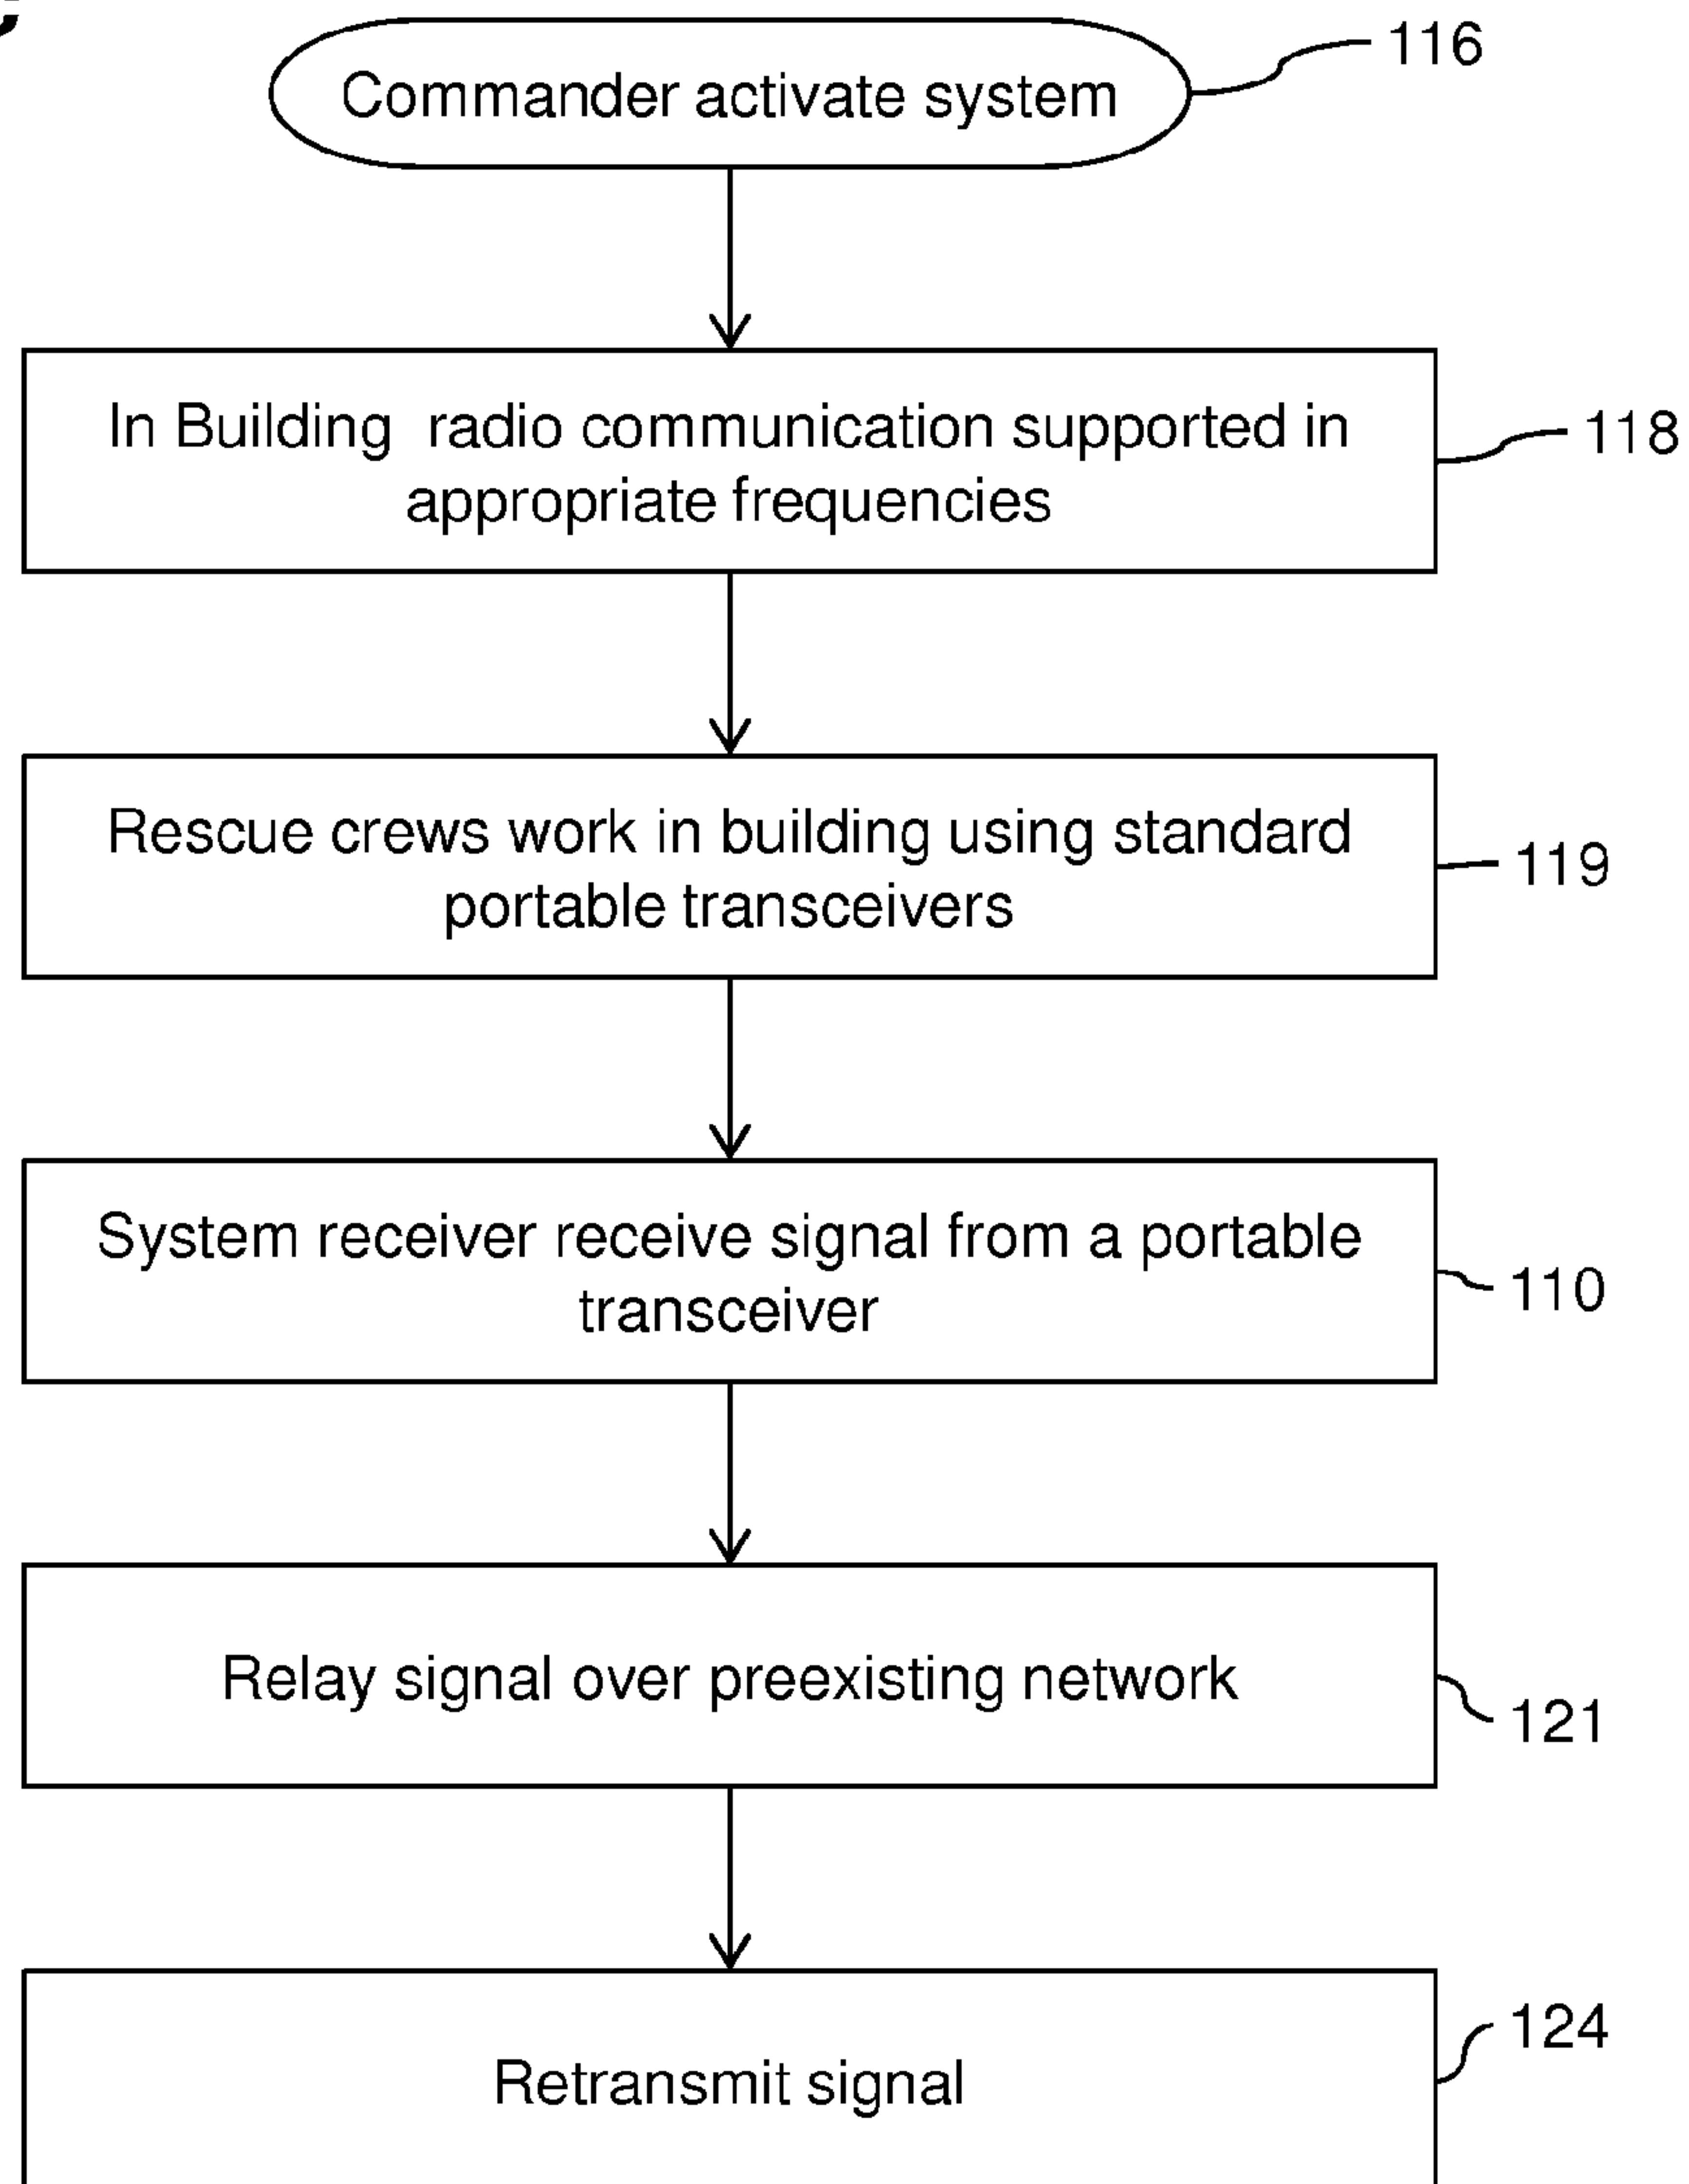 Commander activate system
116
In Building radio communication supported in
appropriate frequencies
118
Rescue crews work in building using standard
portable transceivers
119
System receiver receive signal from a portable
transceiver
110
Relay signal over preexisting network
121
Retransmit signal
124